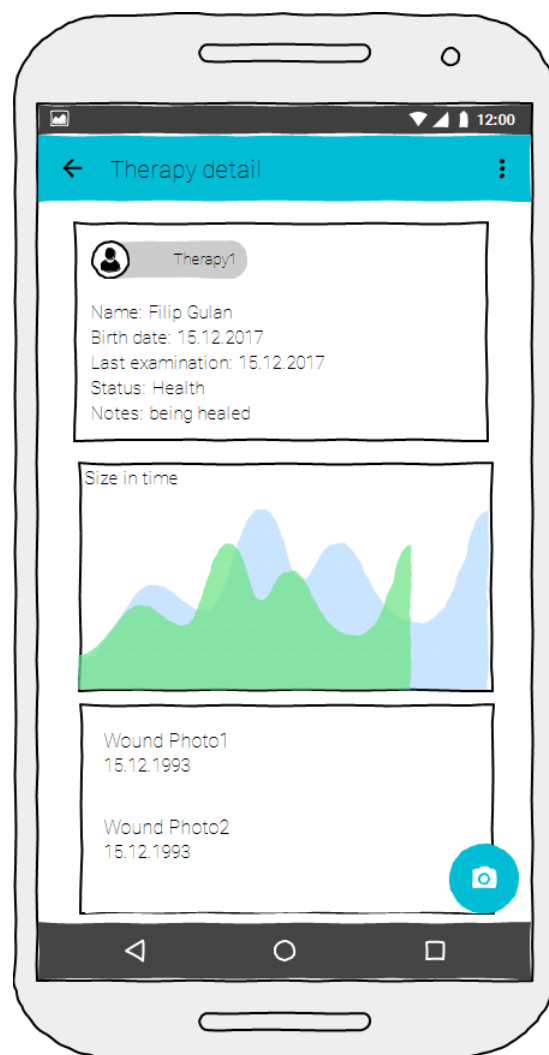 12:00
Therapy detail
Therapy1
Name: Filip Gulan
Birth date: 15.12.2017
Last examination: 15.12.2017
Status: Health
Notes: being healed
Size in time
Wound Photo1
15.12.1993
Wound Photo2
15.12.1993